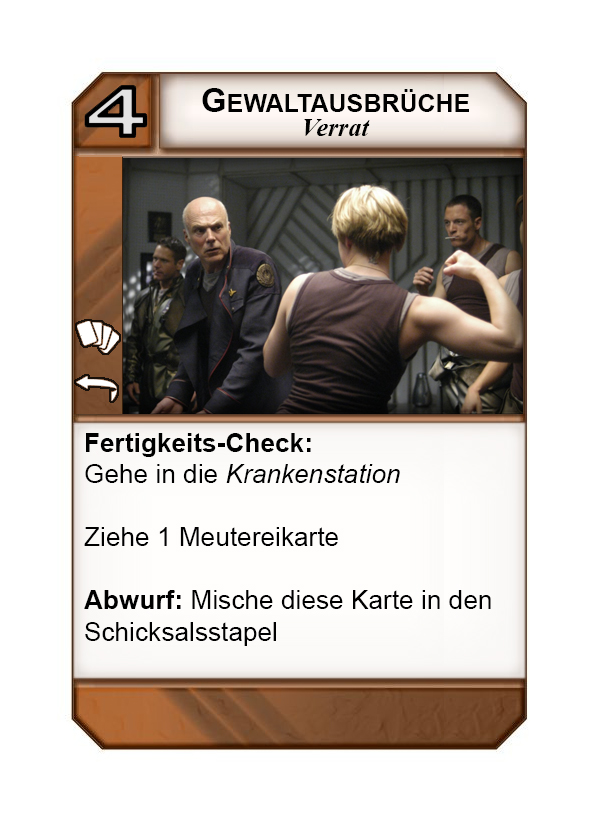 4
GEWALTAUSBRÜCHE
Verrat
Fertigkeits-Check:
Gehe in die Krankenstation
Ziehe 1 Meutereikarte
Abwurf: Mische diese Karte in den
Schicksalsstapel